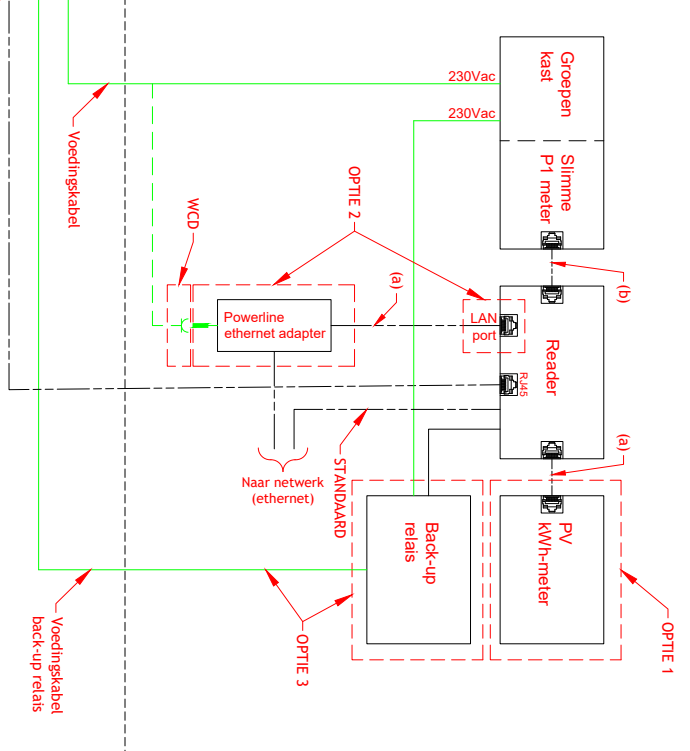 230Vac
230Vac
Groepen
kast
Slimme
P1 meter
Voedingskabel
OPTIE 2
WCD
(a)
(b)
Powerline
ethernet adapter
LAN
port
Reader
RJ45
(a)
STANDAARD
Naar netwerk
(ethernet)
Back-up
relais
PV
kWh-meter
OPTIE 1
OPTIE 3
Voedingskabel
back-up relais